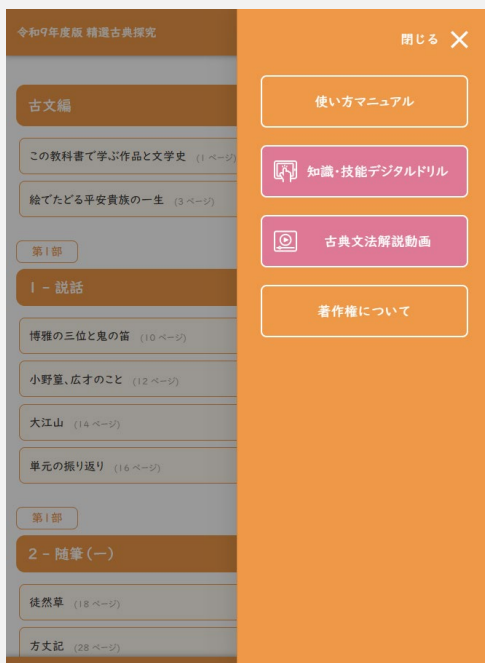 令和9年度版 精選古典探究
閉じる
古文編
この教科書で学ぶ作品と文学史 (1ページ)
絵でたどる平安貴族の一生 (3ページ)
第1部
1 - 説話
博雅の三位と鬼の笛 (10ページ)
小野篁、広才のこと (12ページ)
大江山 (14ページ)
単元の振り返り (16ページ)
第1部
2 - 随筆(一)
徒然草 (18ページ)
方丈記 (28ページ)
使い方マニュアル
知識・技能デジタルドリル
古典文法解説動画
著作権について